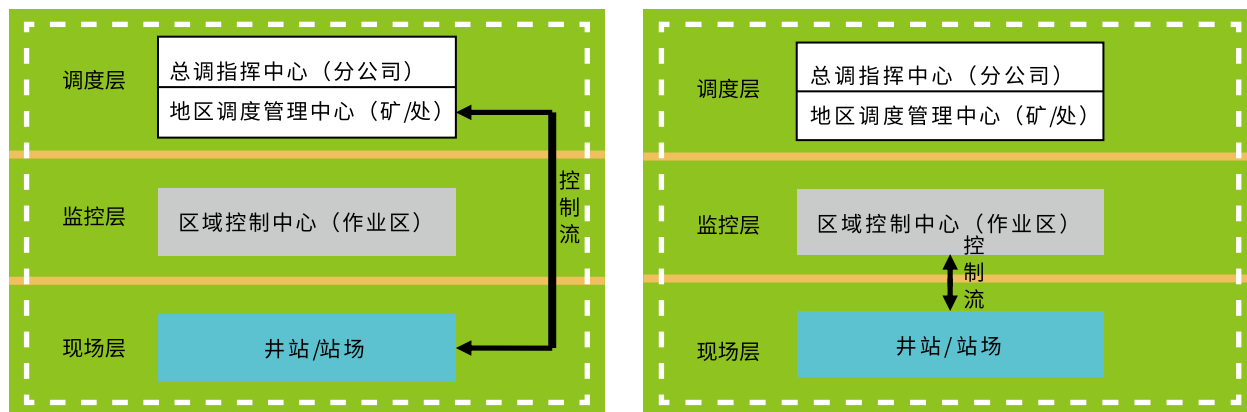 调度层
总调指挥中心（分公司）
地区调度管理中心（矿/处）
监控层
区域控制中心（作业区）
控
制
流
现场层
井站/站场
调度层
总调指挥中心（分公司）
地区调度管理中心（矿/处）
监控层
区域控制中心（作业区）
控
制
流
现场层
井站/站场